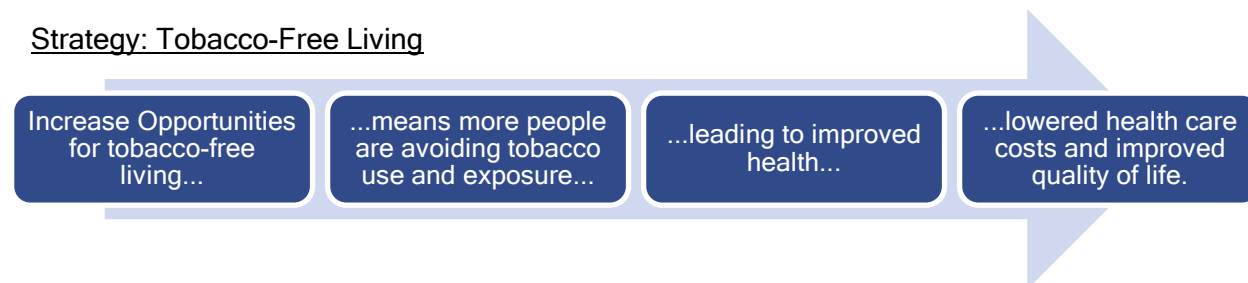 Strategy: Tobacco-Free Living
Increase Opportunities
for tobacco-free
living...
...means more people
are avoiding tobacco
use and exposure...
...leading to improved
health...
...lowered health care
costs and improved
quality of life.